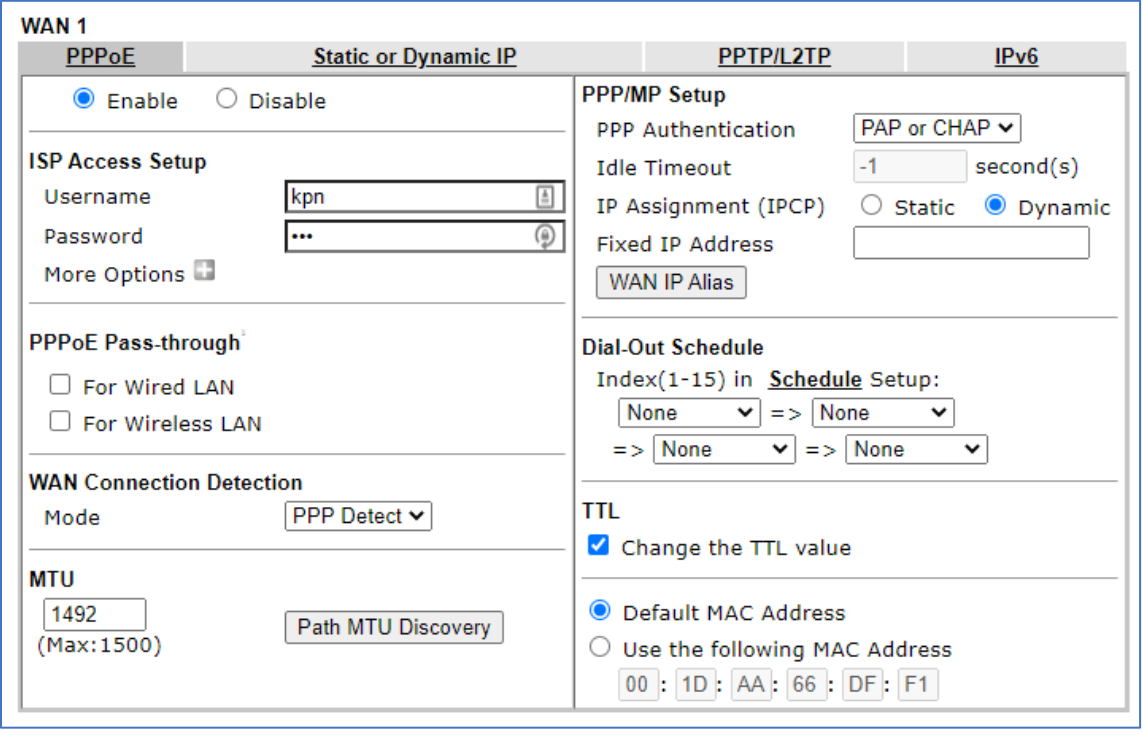 WAN 1
PPPoE
Static or Dynamic IP
PPTP/L2TP
IPv6
Enable Disable
ISP Access Setup
Username kpn
Password •••
More Options
PPPoE Pass-through
For Wired LAN
For Wireless LAN
WAN Connection Detection
Mode PPP Detect
MTU
1492
(Max:1500)
Path MTU Discovery
PPP/MP Setup
PPP Authentication PAP or CHAP
Idle Timeout -1 second(s)
IP Assignment (IPCP) Static Dynamic
Fixed IP Address
WAN IP Alias
Dial-Out Schedule
Index(1-15) in Schedule Setup:
None => None
=> None => None
TTL
Change the TTL value
Default MAC Address
Use the following MAC Address
00 : 1D : AA : 66 : DF : F1